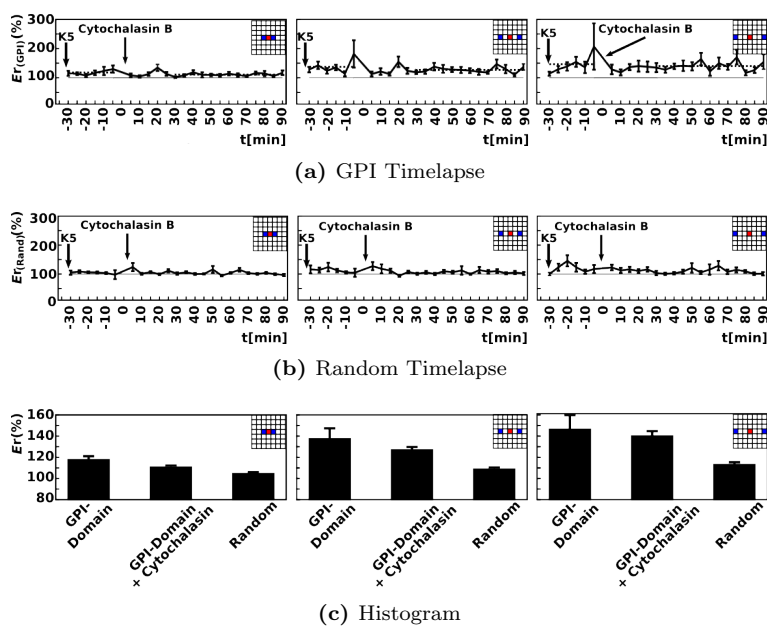 Er(GPI)(%)
300
200
100
0
K5
Cytochalasin B
Cytochalasin B
-30 -20 -10 0 10 20 30 40 50 60 70 80 90
-30 -20 -10 0 10 20 30 40 50 60 70 80 90
-30 -20 -10 0 10 20 30 40 50 60 70 80 90
t[min]
t[min]
t[min]
(a) GPI Timelapse
Er(Rand)(%)
300
200
100
0
K5
Cytochalasin B
K5
Cytochalasin B
K5
Cytochalasin B
-30 -20 -10 0 10 20 30 40 50 60 70 80 90
-30 -20 -10 0 10 20 30 40 50 60 70 80 90
-30 -20 -10 0 10 20 30 40 50 60 70 80 90
t[min]
t[min]
t[min]
(b) Random Timelapse
Er(%)
160
140
120
100
80
GPI-
Domain
GPI-Domain
+ Cytochalasin
Random
GPI-
Domain
GPI-Domain
+ Cytochalasin
Random
GPI-
Domain
GPI-Domain
+ Cytochalasin
Random
(c) Histogram